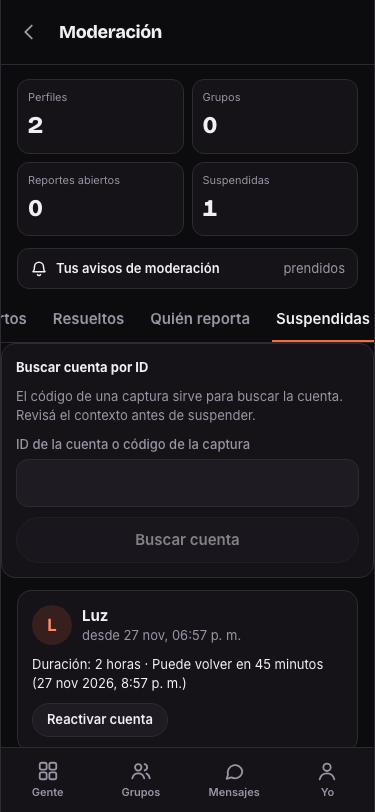 Moderación
Perfiles
2
Grupos
0
Reportes abiertos
0
Suspendidas
1
Tus avisos de moderación
prendidos
rtos
Resueltos
Quién reporta
Suspendidas
Buscar cuenta por ID
El código de una captura sirve para buscar la cuenta.
Revisá el contexto antes de suspender.
ID de la cuenta o código de la captura
Buscar cuenta
L
Luz
desde 27 nov, 06:57 p. m.
Duración: 2 horas · Puede volver en 45 minutos
(27 nov 2026, 8:57 p. m.)
Reactivar cuenta
Gente
Grupos
Mensajes
Yo